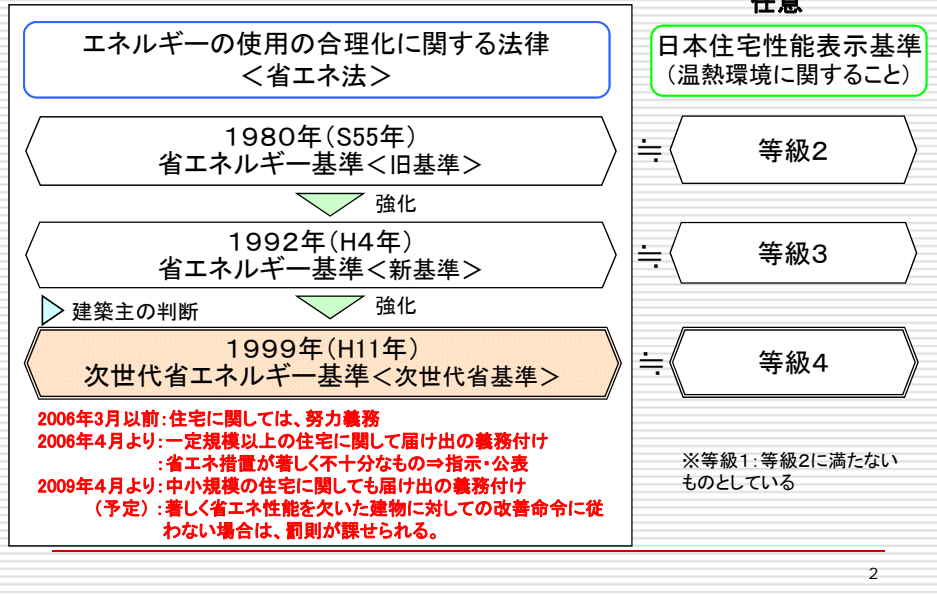 任意
エネルギーの使用の合理化に関する法律
＜省エネ法＞
日本住宅性能表示基準
（温熱環境に関すること）
1980年（S55年）
省エネルギー基準＜旧基準＞
≒
等級2
強化
1992年（H4年）
省エネルギー基準＜新基準＞
≒
等級3
建築主の判断
強化
1999年（H11年）
次世代省エネルギー基準＜次世代省基準＞
≒
等級4
2006年3月以前：住宅に関しては、努力義務
2006年4月より：一定規模以上の住宅に関して届け出の義務付け
：省エネ措置が著しく不十分なもの⇒指示・公表
2009年4月より：中小規模の住宅に関しても届け出の義務付け
（予定）：著しく省エネ性能を欠いた建物に対しての改善命令に従
わない場合は、罰則が課せられる。
※等級1：等級2に満たない
ものとしている
2